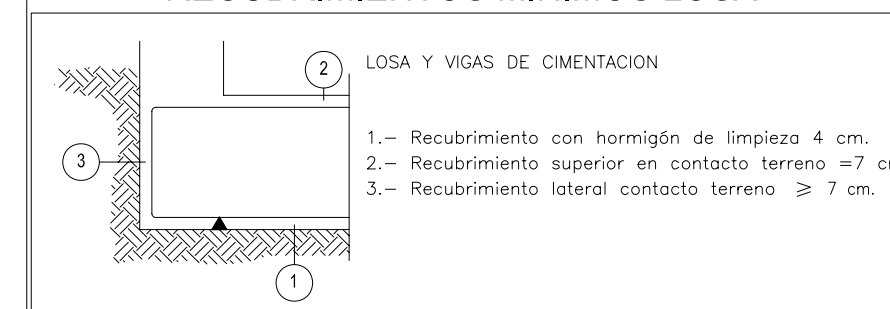 LOSA Y VIGAS DE CIMENTACION
2
1.- Recubrimiento con hormigón de limpieza 4 cm.
3
2.- Recubrimiento superior en contacto terreno =7
3.- Recubrimiento lateral contacto terreno ≥ 7 cm.
1